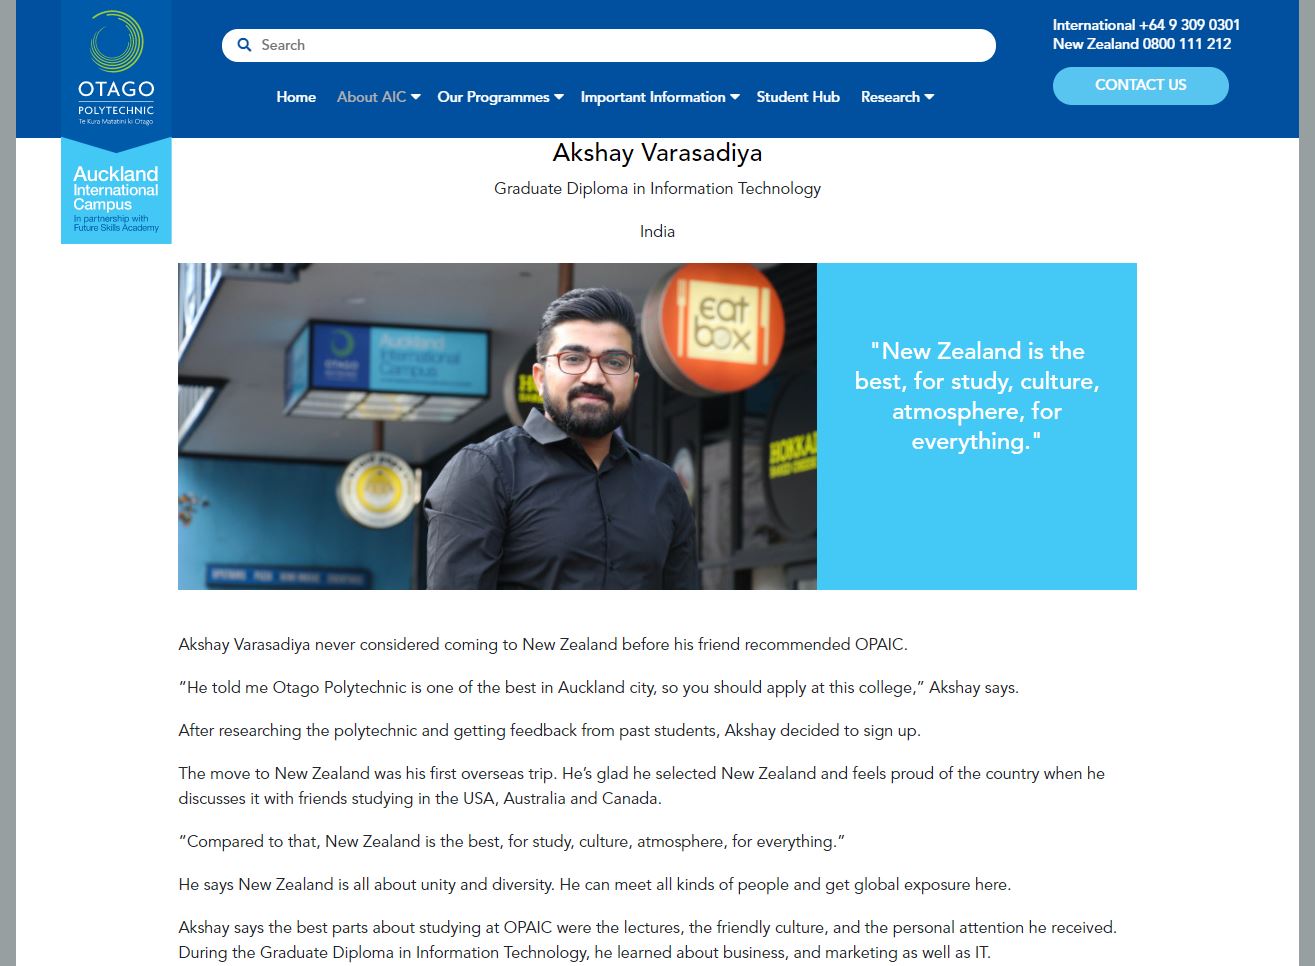 OTAGO
POLYTECHNIC
Te Kura Matatini ki Otago
Auckland
International
Campus
In partnership with
Future Skills Academy
Search
International +64 9 309 0301
New Zealand 0800 111 212
CONTACT US
Home About AIC Our Programmes Important Information Student Hub Research
Akshay Varasadiya
Graduate Diploma in Information Technology
India
OTAGO
Auckland
International
Campus
eat
box
"New Zealand is the
best, for study, culture,
atmosphere, for
everything."
Akshay Varasadiya never considered coming to New Zealand before his friend recommended OPAIC.
“He told me Otago Polytechnic is one of the best in Auckland city, so you should apply at this college,” Akshay says.
After researching the polytechnic and getting feedback from past students, Akshay decided to sign up.
The move to New Zealand was his first overseas trip. He’s glad he selected New Zealand and feels proud of the country when he
discusses it with friends studying in the USA, Australia and Canada.
“Compared to that, New Zealand is the best, for study, culture, atmosphere, for everything.”
He says New Zealand is all about unity and diversity. He can meet all kinds of people and get global exposure here.
Akshay says the best parts about studying at OPAIC were the lectures, the friendly culture, and the personal attention he received.
During the Graduate Diploma in Information Technology, he learned about business, and marketing as well as IT.